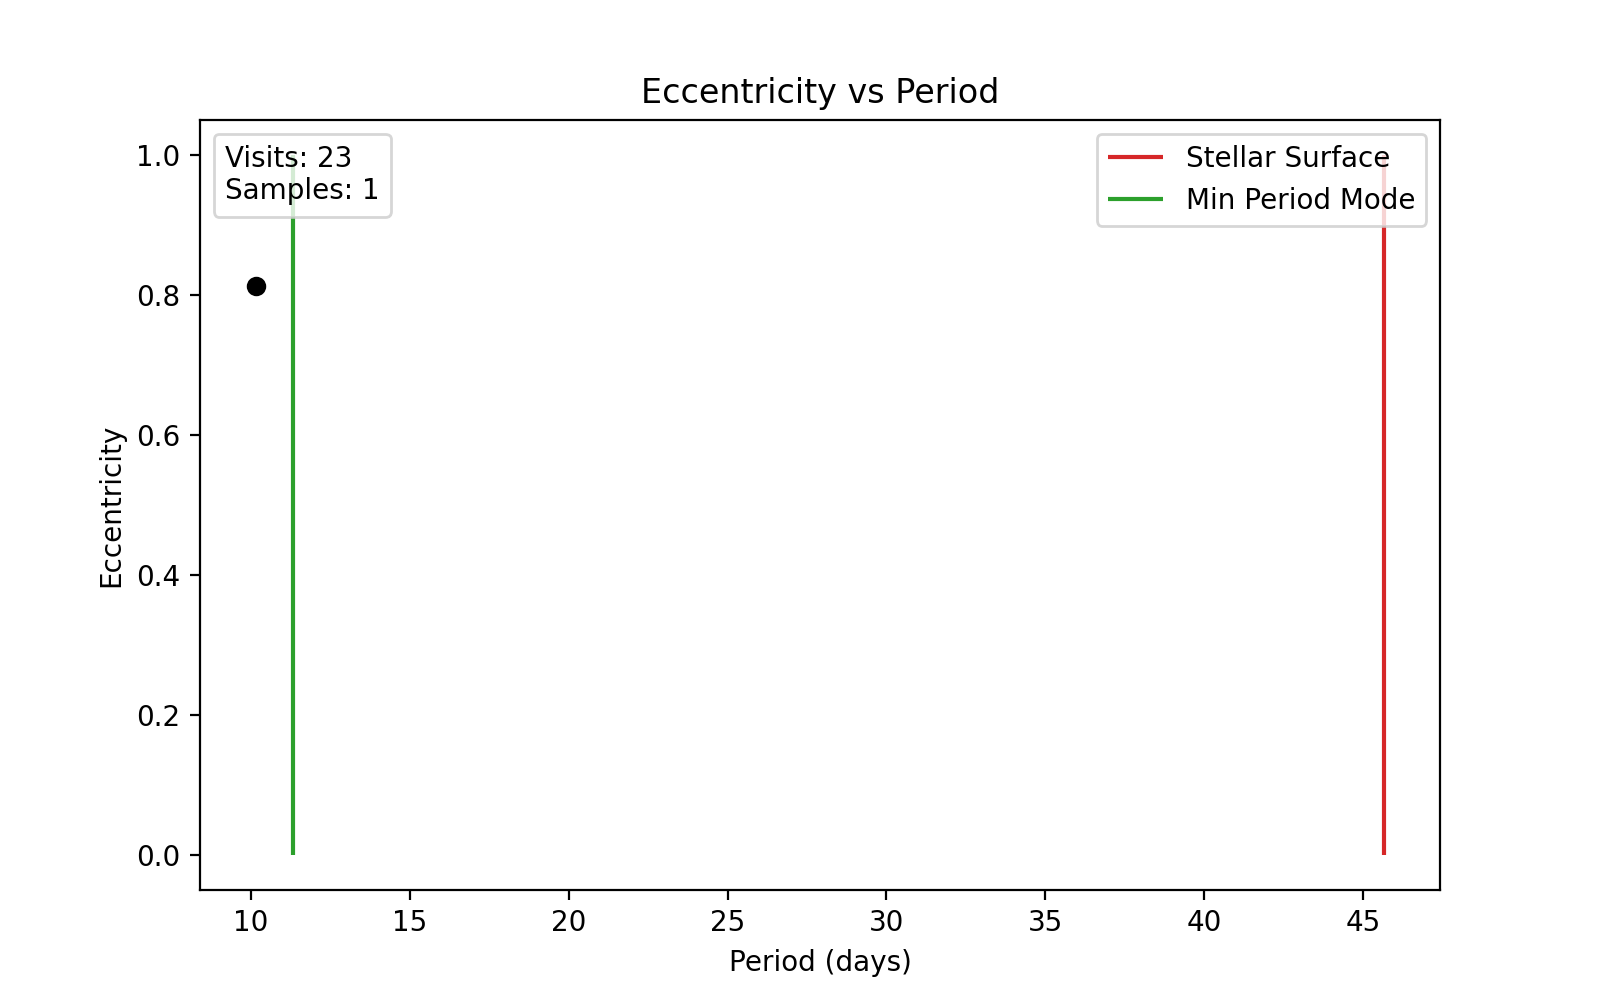 Eccentricity vs Period
Visits: 23
Samples: 1
Stellar Surface
Min Period Mode
1.0
0.8
0.6
0.4
0.2
0.0
Eccentricity
10 15 20 25 30 35 40 45
Period (days)